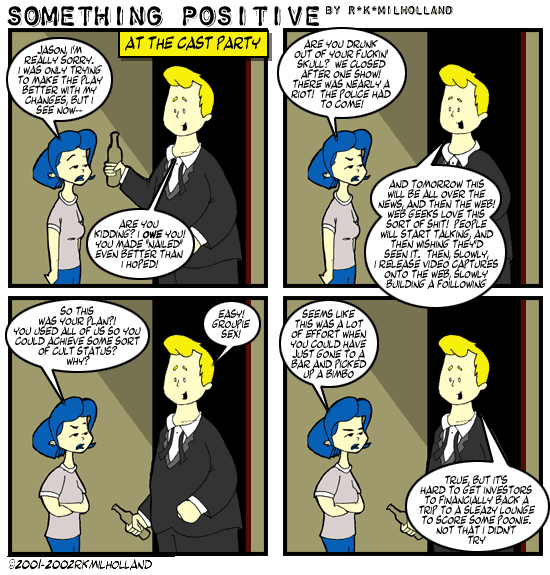 SOMETHING POSITIVE BY R*K*MILHOLLAND
AT THE CAST PARTY
JASON, I'M
REALLY SORRY.
I WAS ONLY TRYING
TO MAKE THE PLAY
BETTER WITH MY
CHANGES, BUT I
SEE NOW--
ARE YOU
KIDDING? I OWE YOU!
YOU MADE "NAILED"
EVEN BETTER THAN
I HOPED!
ARE YOU DRUNK
OUT OF YOUR FUCKIN'
SKULL? WE CLOSED
AFTER ONE SHOW!
THERE WAS NEARLY A
RIOT! THE POLICE HAD
TO COME!
AND TOMORROW THIS
WILL BE ALL OVER THE
NEWS, AND THEN THE WEB!
WEB GEEKS LOVE THIS
SORT OF SHIT! PEOPLE
WILL START TALKING, AND
THEN WISHING THEY'D
SEEN IT. THEN, SLOWLY,
I RELEASE VIDEO CAPTURES
ONTO THE WEB, SLOWLY
BUILDING A FOILLOWING
SO THIS
WAS YOUR PLAN?!
YOU USED ALL OF US SO YOU
COULD ACHIEVE SOME SORT
OF CULT STATUS?
WHY?
EASY!
GROUPIE
SEX!
SEEMS LIKE
THIS WAS A LOT
OF EFFORT WHEN
YOU COULD HAVE
JUST GONE TO A
BAR AND PICKED
UP A BIMBO
TRUE, BUT IT'S
HARD TO GET INVESTORS
TO FINANCIALLY BACK A
TRIP TO A SLEAZY LOUNGE
TO SCORE SOME POONIE.
NOT THAT I DIDN'T
TRY
©2001-2002RKMILHOLLAND